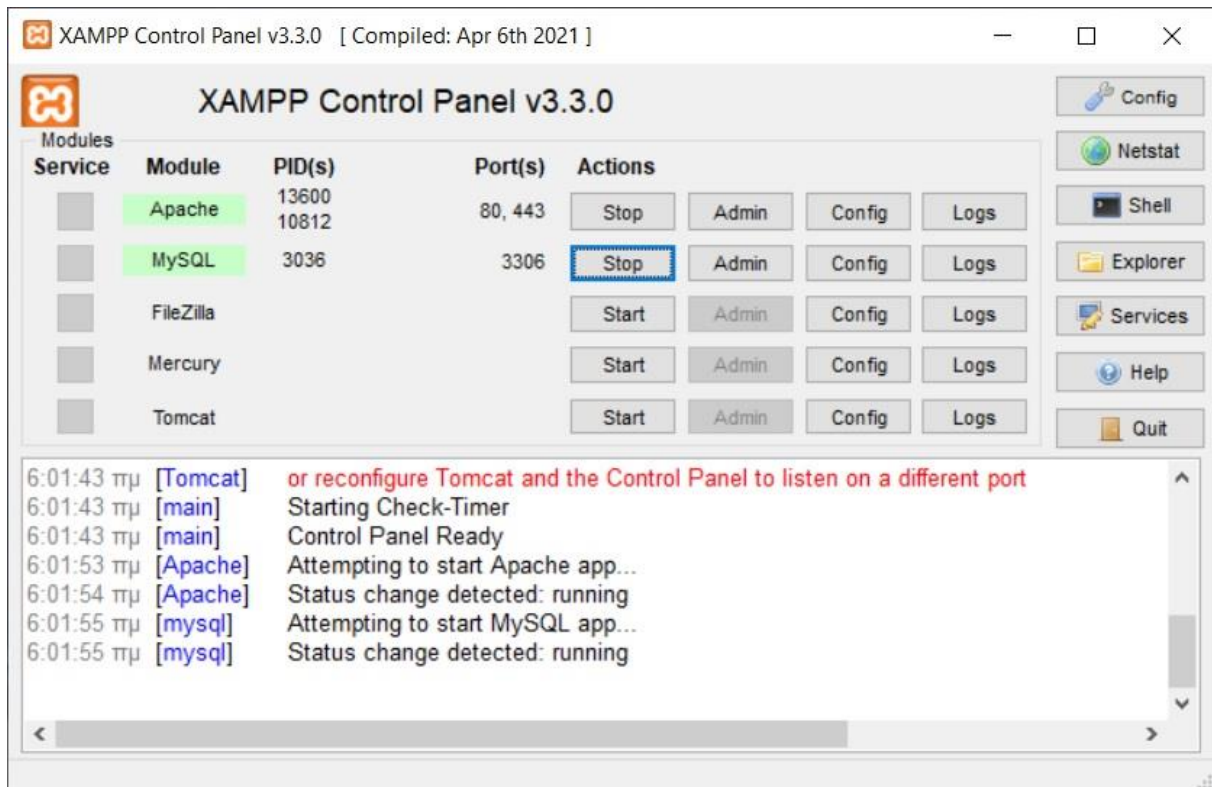 XAMPP Control Panel v3.3.0 [ Compiled: Apr 6th 2021 ]
XAMPP Control Panel v3.3.0
Config
Modules
Netstat
Service Module PID(s) Port(s) Actions
Apache 13600 10812 80, 443 Stop Admin Config Logs
Shell
MySQL 3036 3306 Stop Admin Config Logs
Explorer
FileZilla Start Admin Config Logs
Services
Mercury Start Admin Config Logs
Help
Tomcat Start Admin Config Logs
Quit
6:01:43 πμ [Tomcat] or reconfigure Tomcat and the Control Panel to listen on a different port
6:01:43 πμ [main] Starting Check-Timer
6:01:43 πμ [main] Control Panel Ready
6:01:53 πμ [Apache] Attempting to start Apache app...
6:01:54 πμ [Apache] Status change detected: running
6:01:55 πμ [mysql] Attempting to start MySQL app...
6:01:55 πμ [mysql] Status change detected: running